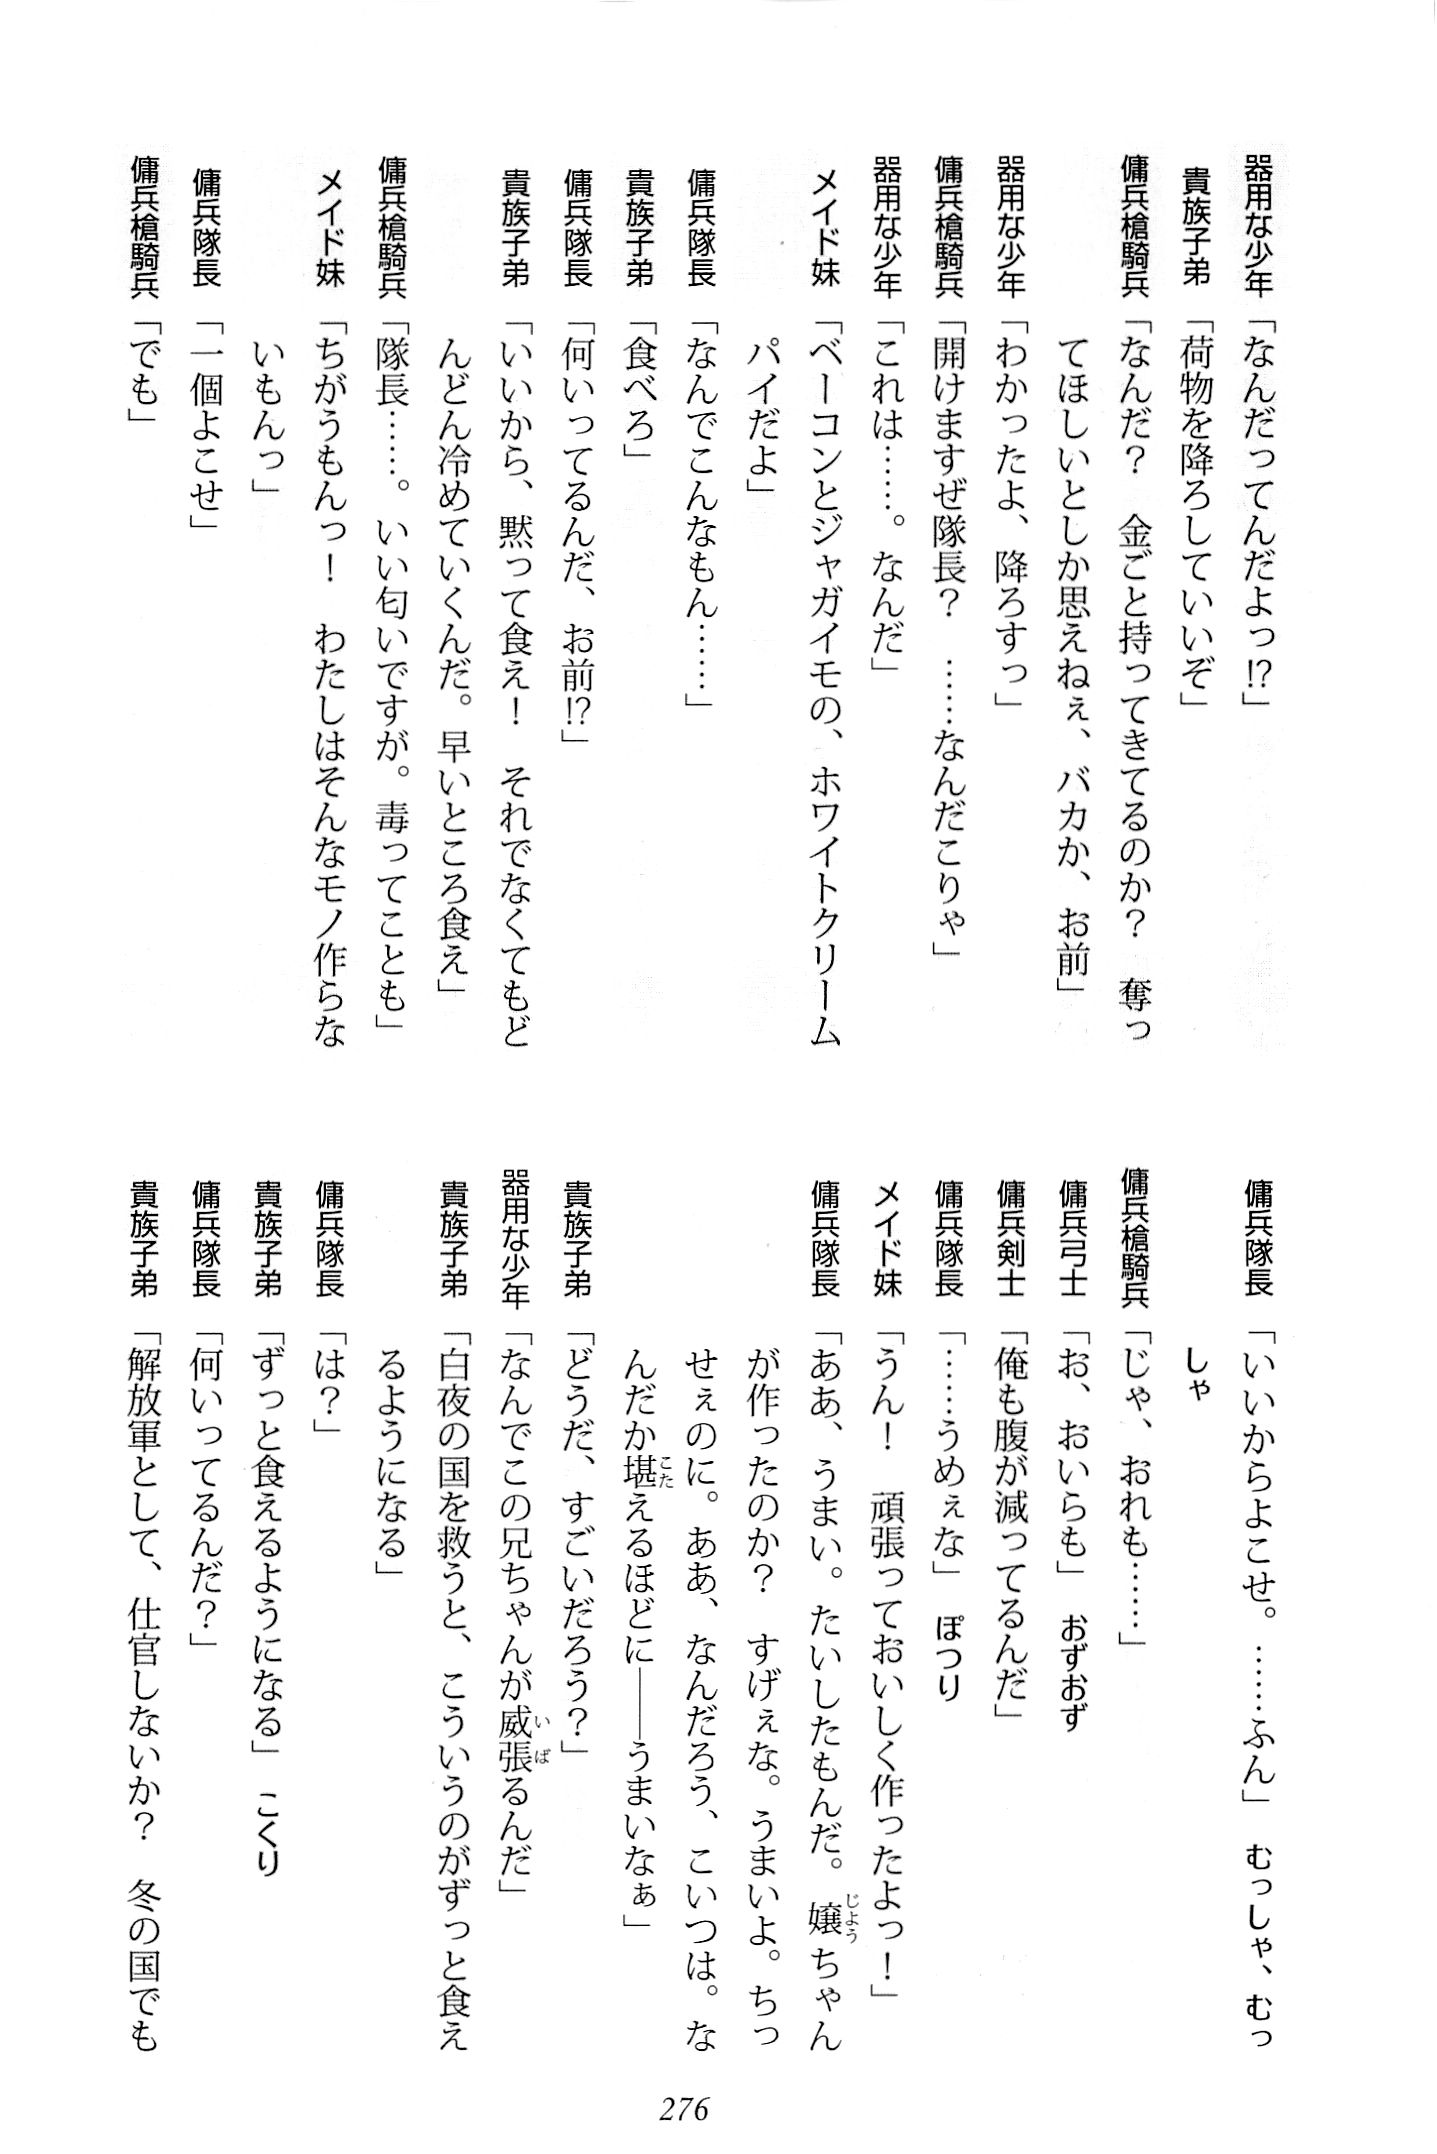 器用な少年「なんだってんだよっ!?」
貴族子弟「荷物を降ろしていいぞ」
傭兵槍騎兵「なんだ？　金ごと持ってきてるのか？　奪っ
てほしいとしか思えねぇ、バカか、お前」
器用な少年「わかったよ、降ろすっ」
傭兵槍騎兵「開けますぜ隊長？　……なんだこりゃ」
器用な少年「これは……。なんだ」
メイド妹「ベーコンとジャガイモの、ホワイトクリーム
パイだよ」
傭兵隊長「なんでこんなもん……」
貴族子弟「食べろ」
傭兵隊長「何いってるんだ、お前!?」
貴族子弟「いいから、黙って食え！　それでなくてもど
んどん冷めていくんだ。早いところ食え」
傭兵槍騎兵「隊長……。いい匂いですが。毒ってことも」
メイド妹「ちがうもんっ！　わたしはそんなモノ作らな
いもんっ」
傭兵隊長「一個よこせ」
傭兵槍騎兵「でも」
傭兵隊長「いいからよこせ。……ふん」　むっしゃ、むっ
しゃ
傭兵槍騎兵「じゃ、おれも……」
傭兵弓士「お、おいらも」　おずおず
傭兵剣士「俺も腹が減ってるんだ」
傭兵隊長「……うめぇな」　ぽつり
メイド妹「うん！　頑張っておいしく作ったよっ！」
傭兵隊長「ああ、うまい。たいしたもんだ。嬢じようちゃん
が作ったのか？　すげぇな。うまいよ。ちっ
せぇのに。ああ、なんだろう、こいつは。な
んだか堪こたえるほどに――うまいなぁ」
貴族子弟「どうだ、すごいだろう？」
器用な少年「なんでこの兄ちゃんが威張いばるんだ」
貴族子弟「白夜の国を救うと、こういうのがずっと食え
るようになる」
傭兵隊長「は？」
貴族子弟「ずっと食えるようになる」　こくり
傭兵隊長「何いってるんだ？」
貴族子弟「解放軍として、仕官しないか？　冬の国でも
276